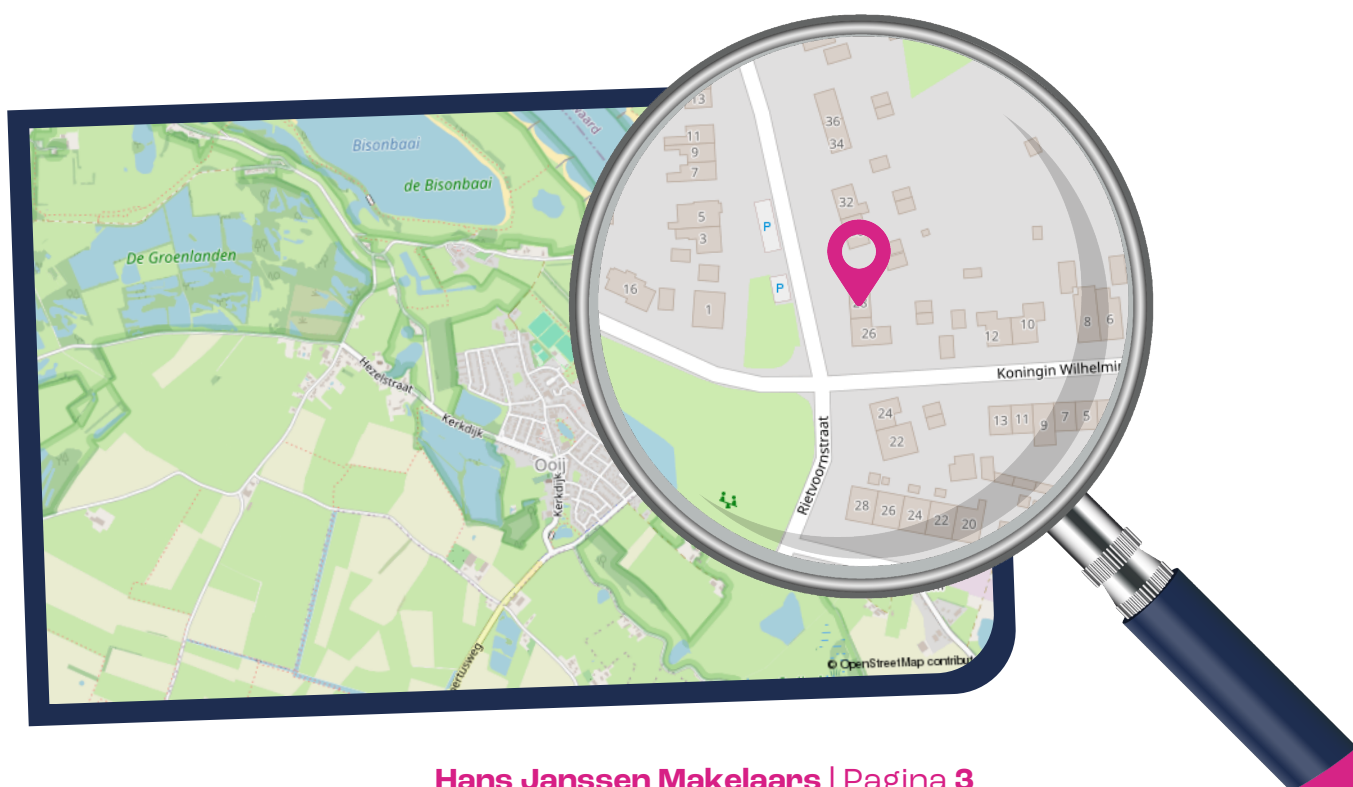 Bisonbaai
de Bisonbaai
De Groenlanden
Hezelstraat
Kerkdijk
Ooij
Kerkdijk
© OpenStreetMap
13
11
9
7
5
3
16
1
P
P
36
34
32
26
12
10
8
6
Koningin
Rietvoornstraat
24
22
13
11
9
7
5
28
26
24
22
20
Hans Janssen Makelaars | Pagina 3